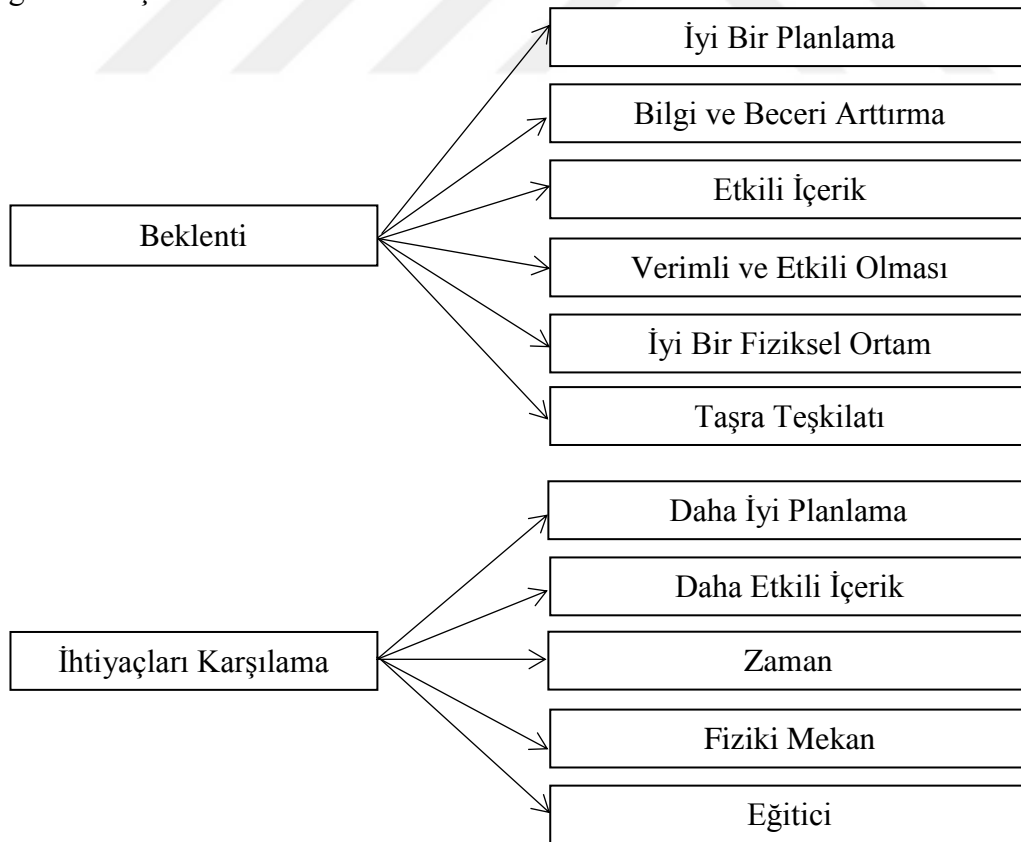 İyi Bir Planlama
Bilgi ve Beceri Arttırma
Etkili İçerik
Beklenti
Verimli ve Etkili Olması
İyi Bir Fiziksel Ortam
Taşra Teşkilatı
Daha İyi Planlama
Daha Etkili İçerik
İhtiyaçları Karşılama
Zaman
Fiziki Mekan
Eğitici